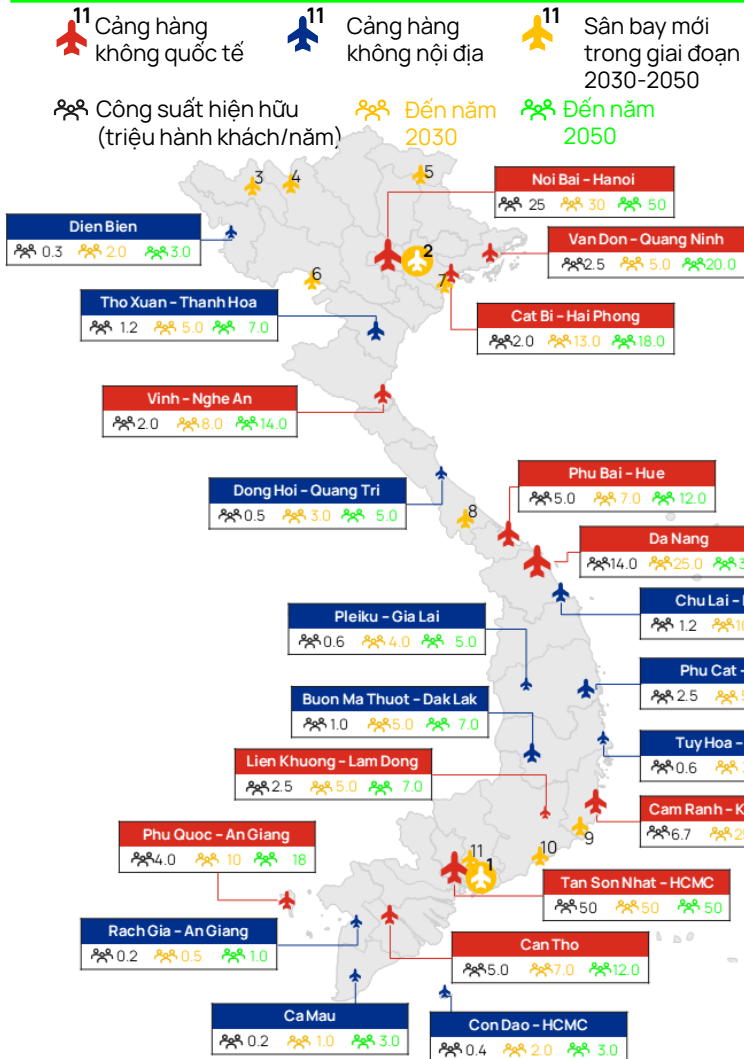 11 Cảng hàng
không quốc tế
11 Cảng hàng
không nội địa
11 Sân bay mới
trong giai đoạn
2030-2050
Công suất hiện hữu
(triệu hành khách/năm)
Đến năm
2030
Đến năm
2050
3
4
5
Noi Bai – Hanoi
25 30 50
Dien Bien
0.3 2.0 3.0
2
Van Don – Quang Ninh
2.5 5.0 20.0
6
7
Tho Xuan – Thanh Hoa
1.2 5.0 7.0
Cat Bi – Hai Phong
2.0 13.0 18.0
Vinh – Nghe An
2.0 8.0 14.0
Phu Bai – Hue
5.0 7.0 12.0
Dong Hoi – Quang Tri
0.5 3.0 5.0
8
Da Nang
14.0 25.0
Chu Lai –
1.2
Pleiku – Gia Lai
0.6 4.0 5.0
Phu Cat –
2.5
Buon Ma Thuot – Dak Lak
1.0 5.0 7.0
Tuy Hoa –
0.6
Lien Khuong – Lam Dong
2.5 5.0 7.0
Cam Ranh –
6.7
9
Phu Quoc – An Giang
4.0 10 18
10
11
1
Tan Son Nhat – HCMC
50 50 50
Rach Gia – An Giang
0.2 0.5 1.0
Can Tho
5.0 7.0 12.0
Ca Mau
0.2 1.0 3.0
Con Dao – HCMC
0.4 2.0 3.0